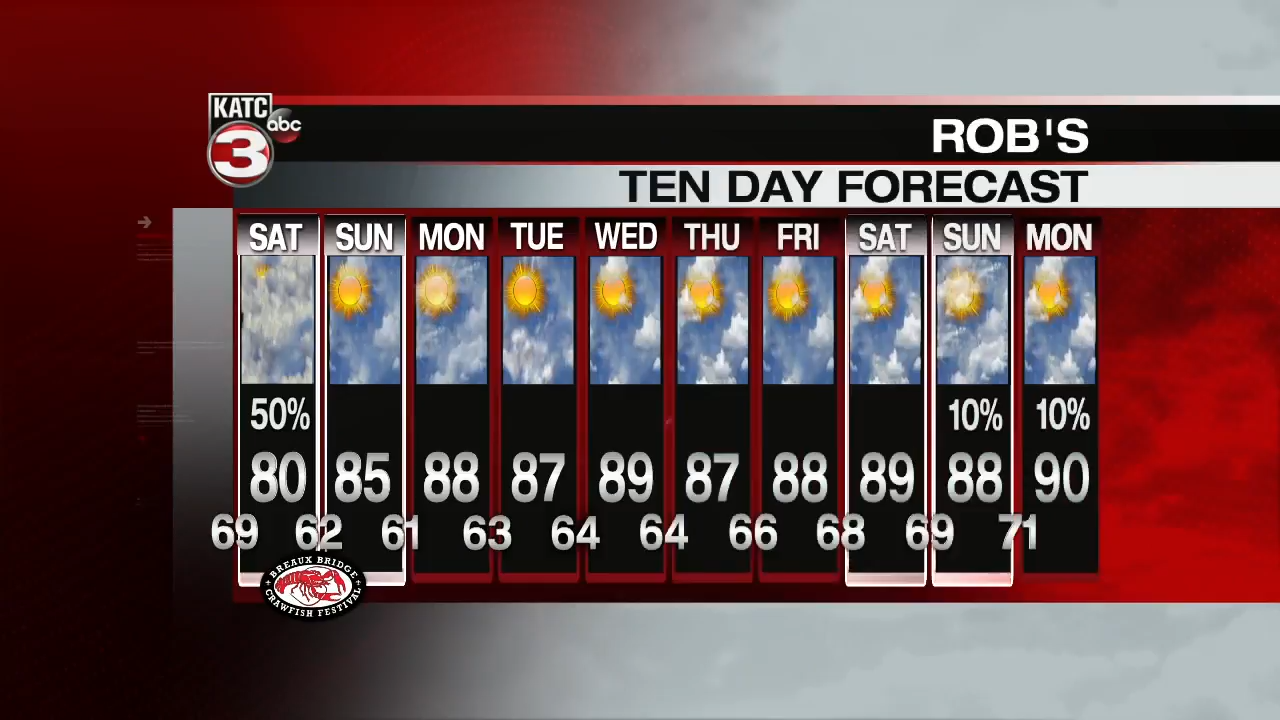 KATC
abc
3
ROB'S
TEN DAY FORECAST
SAT SUN MON TUE WED THU FRI SAT SUN MON
50% 10% 10%
80 85 88 87 89 87 88 89 88 90
69 62 61 63 64 64 66 68 69 71
BREAUX BRIDGE
CRAWFISH FESTIVAL